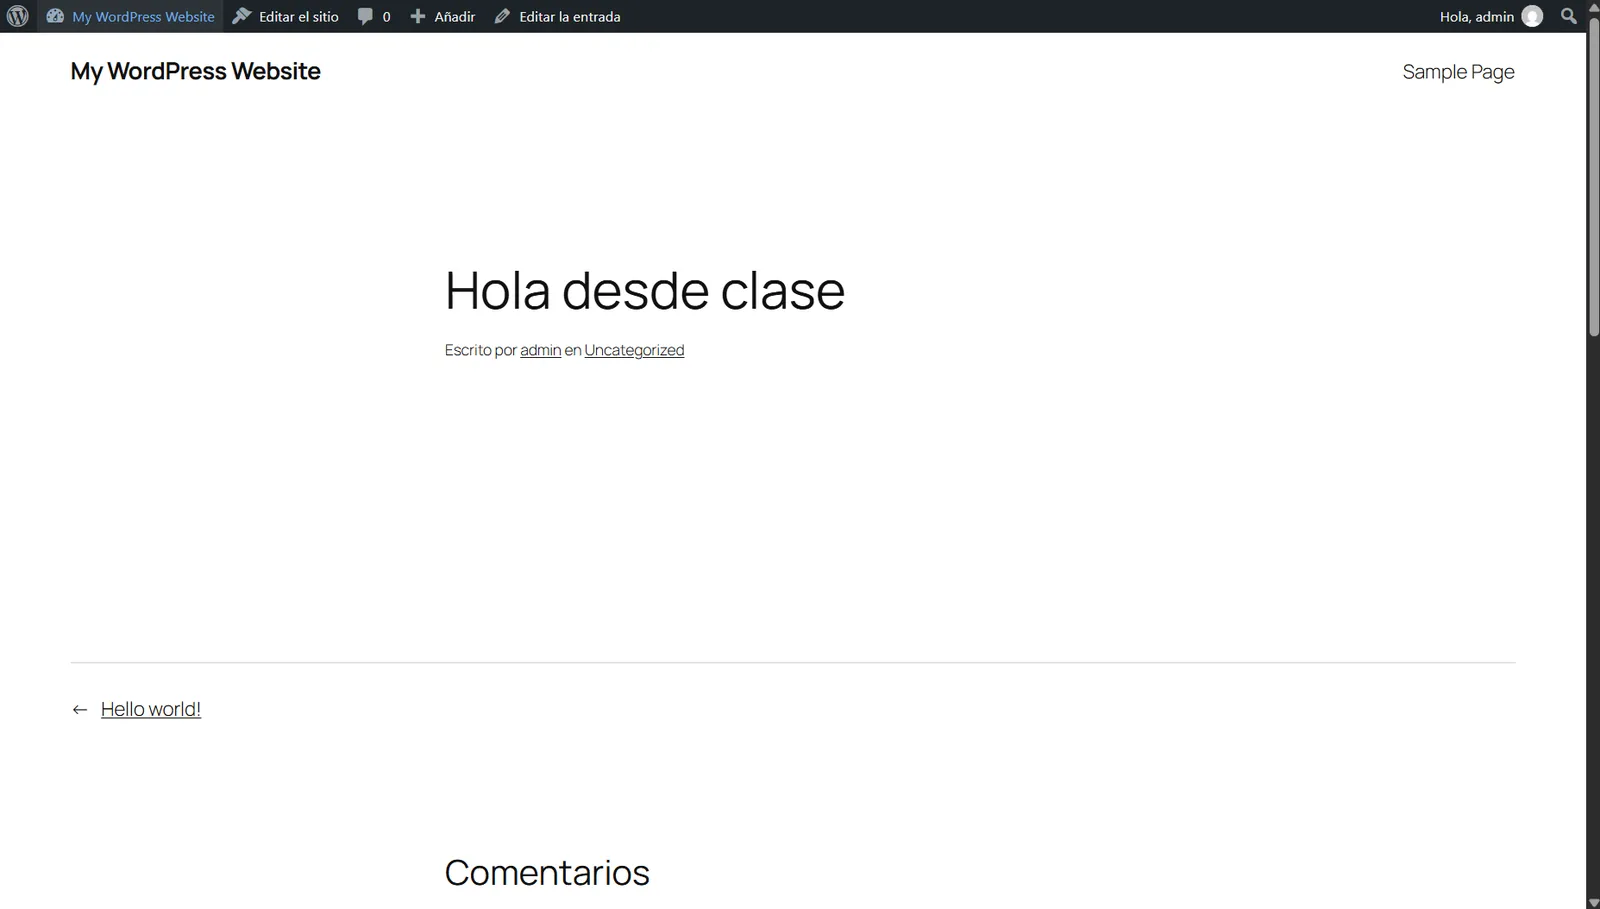 My WordPress Website Editar el sitio 0 Añadir Editar la entrada Hola, admin
My WordPress Website Sample Page
Hola desde clase
Escrito por admin en Uncategorized
← Hello world!
Comentarios